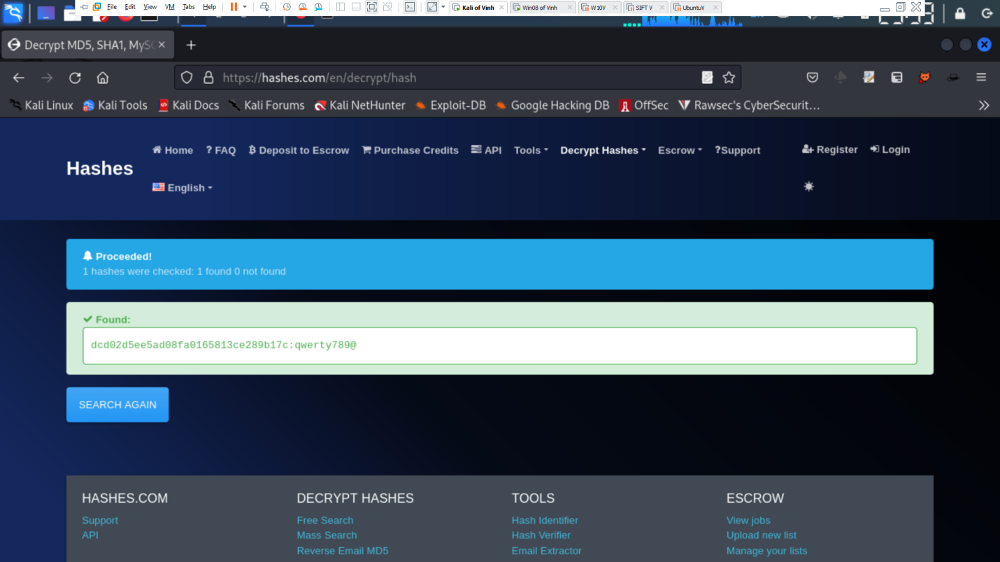 File Edit View VM Tabs Help Kali of Vinh Win08 of Vinh W10V SIFT V UbuntuV
Decrypt MD5, SHA1, MySQ
https://hashes.com/en/decrypt/hash
Kali Linux Kali Tools Kali Docs Kali Forums Kali NetHunter Exploit-DB Google Hacking DB OffSec Rawsec's CyberSecurit…
Hashes
Home ? FAQ Deposit to Escrow Purchase Credits API Tools Decrypt Hashes Escrow ?Support Register Login
English
Proceeded!
1 hashes were checked: 1 found 0 not found
Found:
dcd02d5ee5ad08fa0165813ce289b17c:qwerty789@
SEARCH AGAIN
HASHES.COM DECRYPT HASHES TOOLS ESCROW
Support Free Search Hash Identifier View jobs
API Mass Search Hash Verifier Upload new list
Reverse Email MD5 Email Extractor Manage your lists